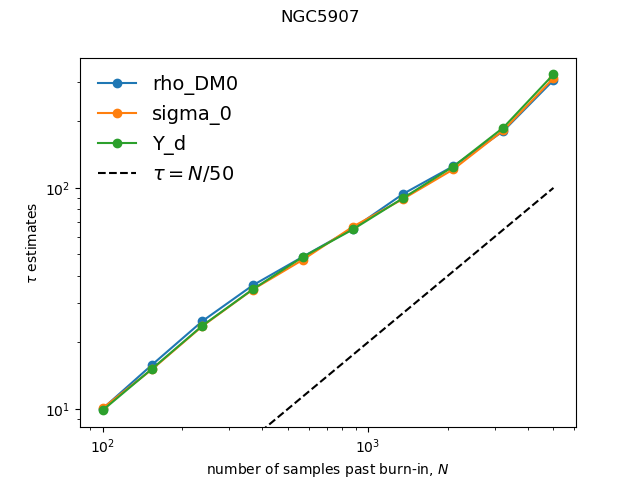 NGC5907
rho_DM0
sigma_0
Y_d
τ = N/50
τ estimates
10²
10¹
10²
10³
number of samples past burn-in, N